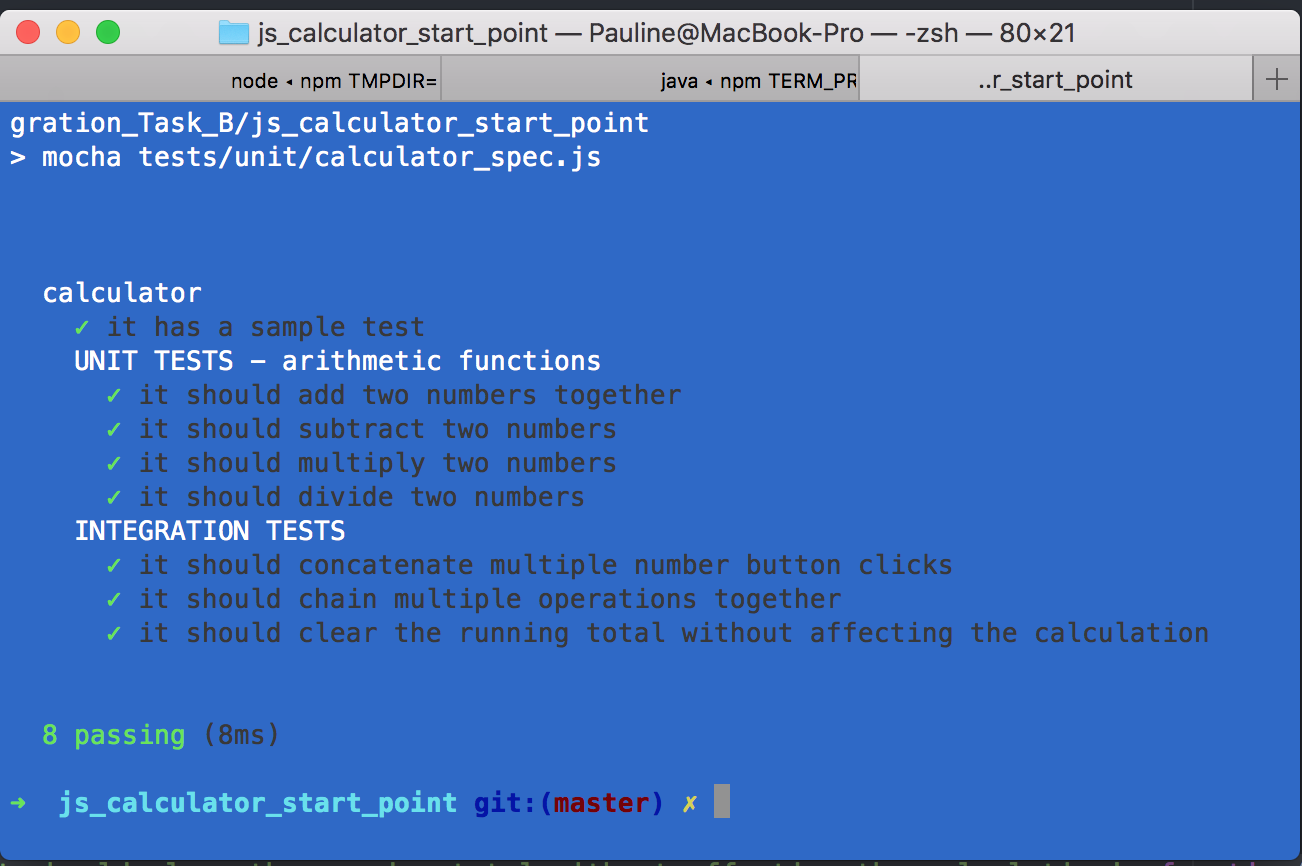 js_calculator_start_point — Pauline@MacBook-Pro — -zsh — 80×21
node ◂ npm TMPDIR=
java ◂ npm TERM_PR
..r_start_point
gration_Task_B/js_calculator_start_point
> mocha tests/unit/calculator_spec.js
calculator
✓ it has a sample test
UNIT TESTS – arithmetic functions
✓ it should add two numbers together
✓ it should subtract two numbers
✓ it should multiply two numbers
✓ it should divide two numbers
INTEGRATION TESTS
✓ it should concatenate multiple number button clicks
✓ it should chain multiple operations together
✓ it should clear the running total without affecting the calculation
8 passing (8ms)
➜ js_calculator_start_point git:(master) ✗